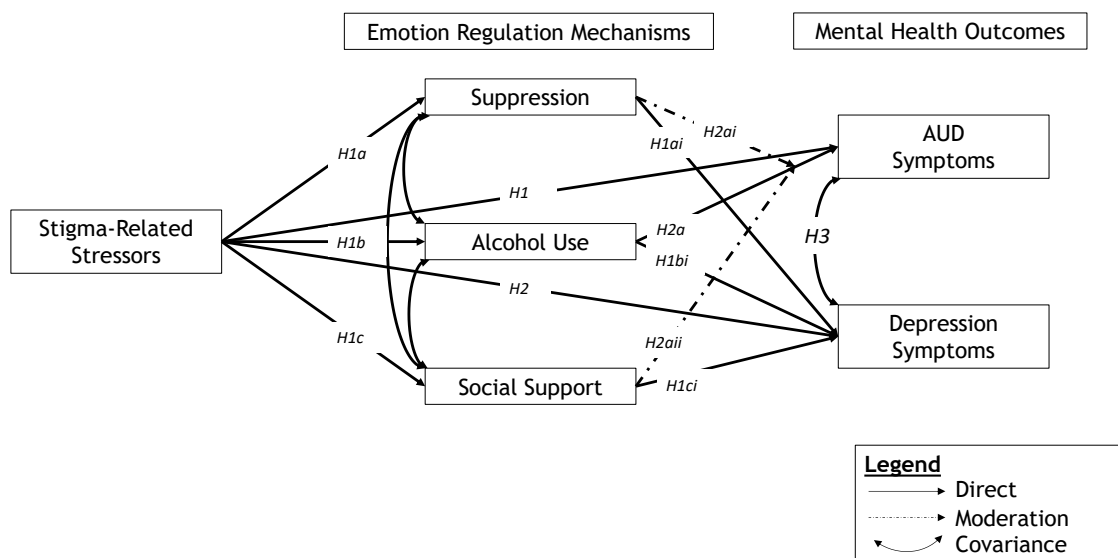 Emotion Regulation Mechanisms
Mental Health Outcomes
Suppression
H2ai
H1ai
AUD
Symptoms
H1a
H1
Stigma-Related
Stressors
H1b
Alcohol Use
H2a
H3
H1bi
H2
Depression
Symptoms
H1c
H2aii
Social Support
H1ci
Legend
Direct
Moderation
Covariance